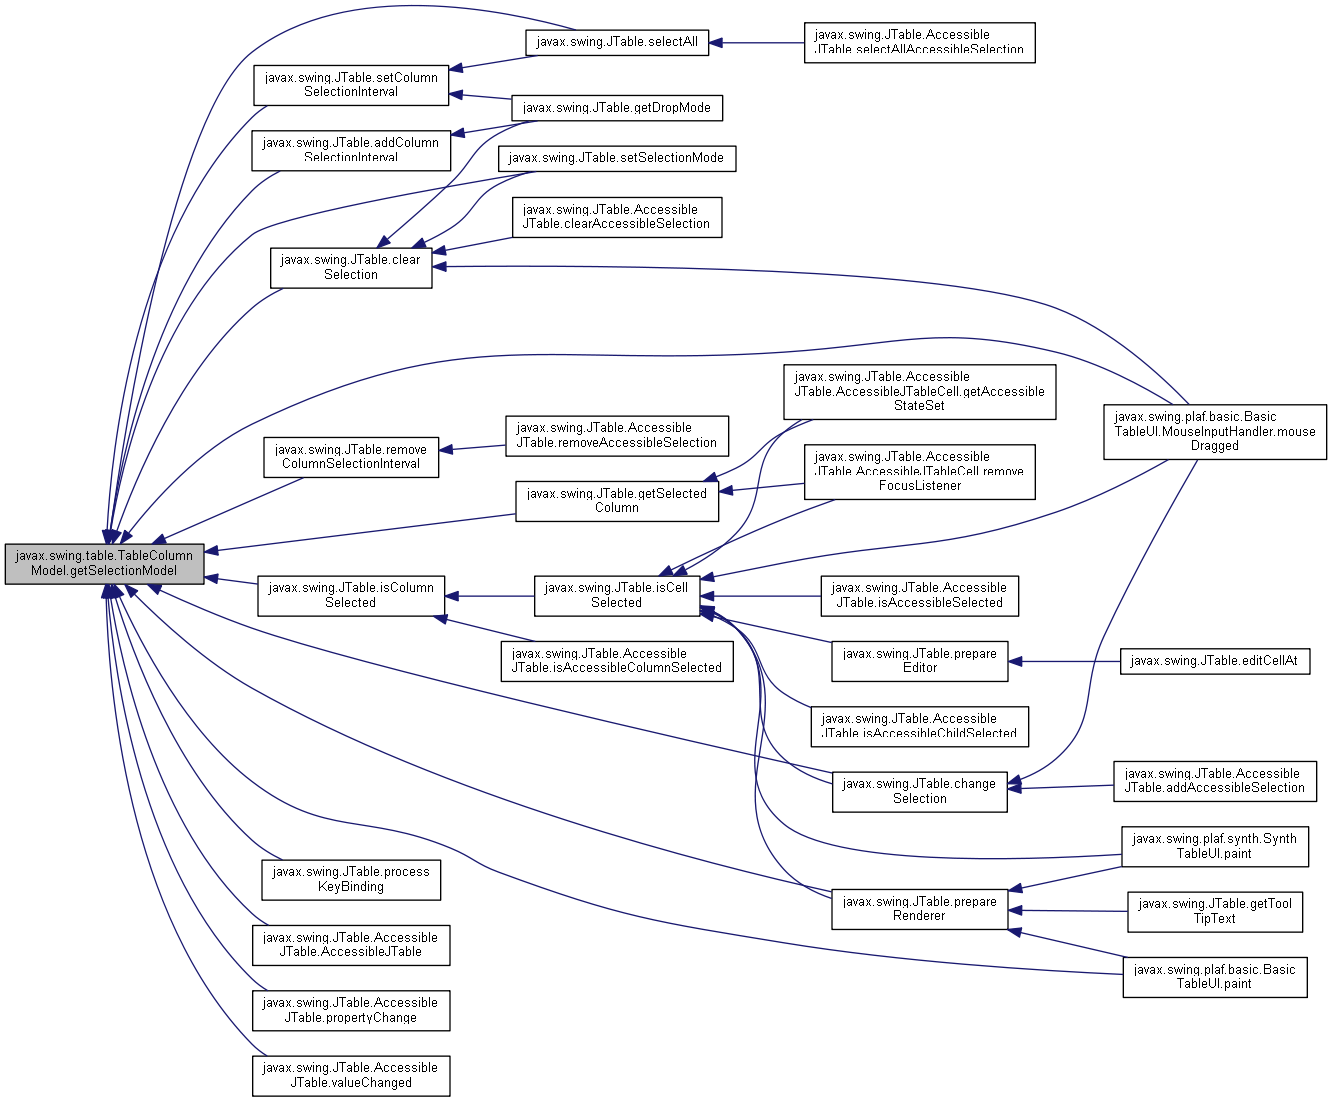 javax.swing.JTable.selectAll
javax.swing.JTable.Accessible
JTable.selectAllAccessibleSelection
javax.swing.JTable.setColumn
SelectionInterval
javax.swing.JTable.getDropMode
javax.swing.JTable.addColumn
SelectionInterval
javax.swing.JTable.setSelectionMode
javax.swing.JTable.Accessible
JTable.clearAccessibleSelection
javax.swing.JTable.clear
Selection
javax.swing.JTable.Accessible
JTable.AccessibleJTableCell.getAccessible
StateSet
javax.swing.plaf.basic.Basic
TableUI.MouseInputHandler.mouse
Dragged
javax.swing.JTable.Accessible
JTable.removeAccessibleSelection
javax.swing.JTable.remove
ColumnSelectionInterval
javax.swing.JTable.Accessible
JTable.AccessibleJTableCell.remove
FocusListener
javax.swing.JTable.getSelected
Column
javax.swing.table.TableColumn
Model.getSelectionModel
javax.swing.JTable.isColumn
Selected
javax.swing.JTable.isCell
Selected
javax.swing.JTable.Accessible
JTable.isAccessibleSelected
javax.swing.JTable.Accessible
JTable.isAccessibleColumnSelected
javax.swing.JTable.prepare
Editor
javax.swing.JTable.editCellAt
javax.swing.JTable.Accessible
JTable.isAccessibleChildSelected
javax.swing.JTable.change
Selection
javax.swing.JTable.Accessible
JTable.addAccessibleSelection
javax.swing.plaf.synth.Synth
TableUI.paint
javax.swing.JTable.process
KeyBinding
javax.swing.JTable.prepare
Renderer
javax.swing.JTable.getTool
TipText
javax.swing.JTable.Accessible
JTable.AccessibleJTable
javax.swing.plaf.basic.Basic
TableUI.paint
javax.swing.JTable.Accessible
JTable.propertyChange
javax.swing.JTable.Accessible
JTable.valueChanged